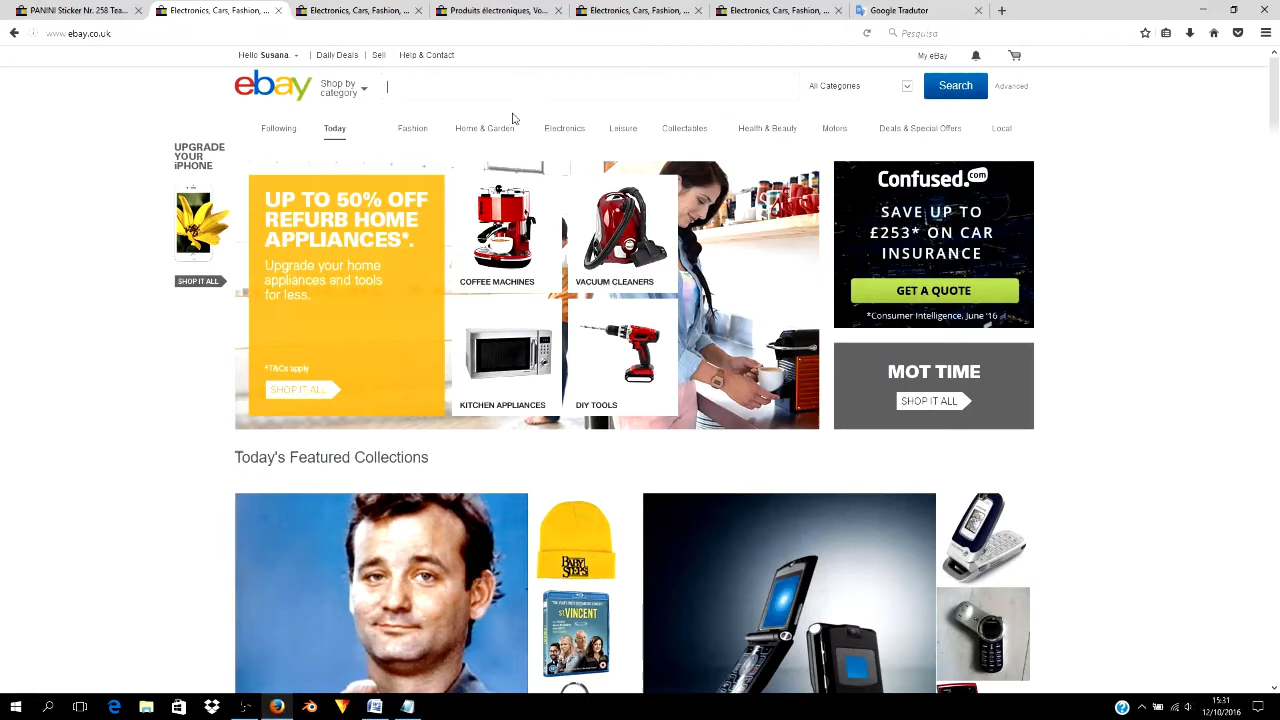 PANINI Sticker Nr. 258 Tea...
Electronics, Cars, Fashion,...
Produtos electrónicos, Vo...
Electronics, Cars, Fashion...
Electronics, Cars, Fashion,...
Google Tradutor
www.ebay.co.uk
Pesquisa
Hello Susana.
Daily Deals
Sell
Help & Contact
My eBay
ebay
Shop by
category
All Categories
Search
Advanced
Following
Today
Fashion
Home & Garden
Electronics
Leisure
Collectables
Health & Beauty
Motors
Deals & Special Offers
Local
UPGRADE
YOUR
iPHONE
SHOP IT ALL
UP TO 50% OFF
REFURB HOME
APPLIANCES*.
Upgrade your home
appliances and tools
for less.
*T&Cs apply
SHOP IT ALL
COFFEE MACHINES
VACUUM CLEANERS
KITCHEN APPLIANCES
DIY TOOLS
Confused.com
SAVE UP TO
£253* ON CAR
INSURANCE
GET A QUOTE
*Consumer Intelligence. June '16
MOT TIME
SHOP IT ALL
Today's Featured Collections
BABY
STEPS
ST.VINCENT
15:31
12/10/2016